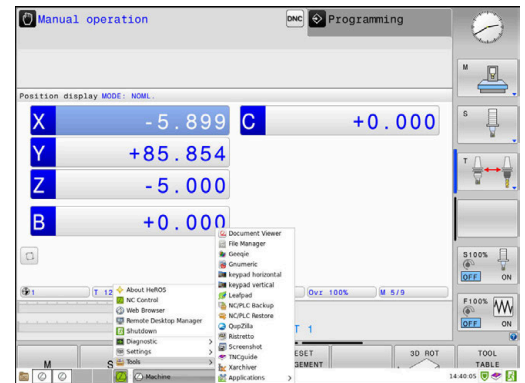 Manual operation
DNC
Programming
Position display MODE: NOML.
X -5.899
C +0.000
Y +85.854
Z -5.000
B +0.000
M
S
T
S100%
OFF ON
F100%
OFF ON
1
T 12
Ovr 100%
M 5/9
T 1
About HeROS
NC Control
Web Browser
Remote Desktop Manager
Shutdown
Diagnostic
Settings
Tools
Document Viewer
File Manager
Geeqie
Gnumeric
keypad horizontal
keypad vertical
Leafpad
NC/PLC Backup
NC/PLC Restore
QupZilla
Ristretto
Screenshot
TNCguide
Xarchiver
Applications
M
S
3D ROT
TOOL
TABLE
Machine
14:40:05